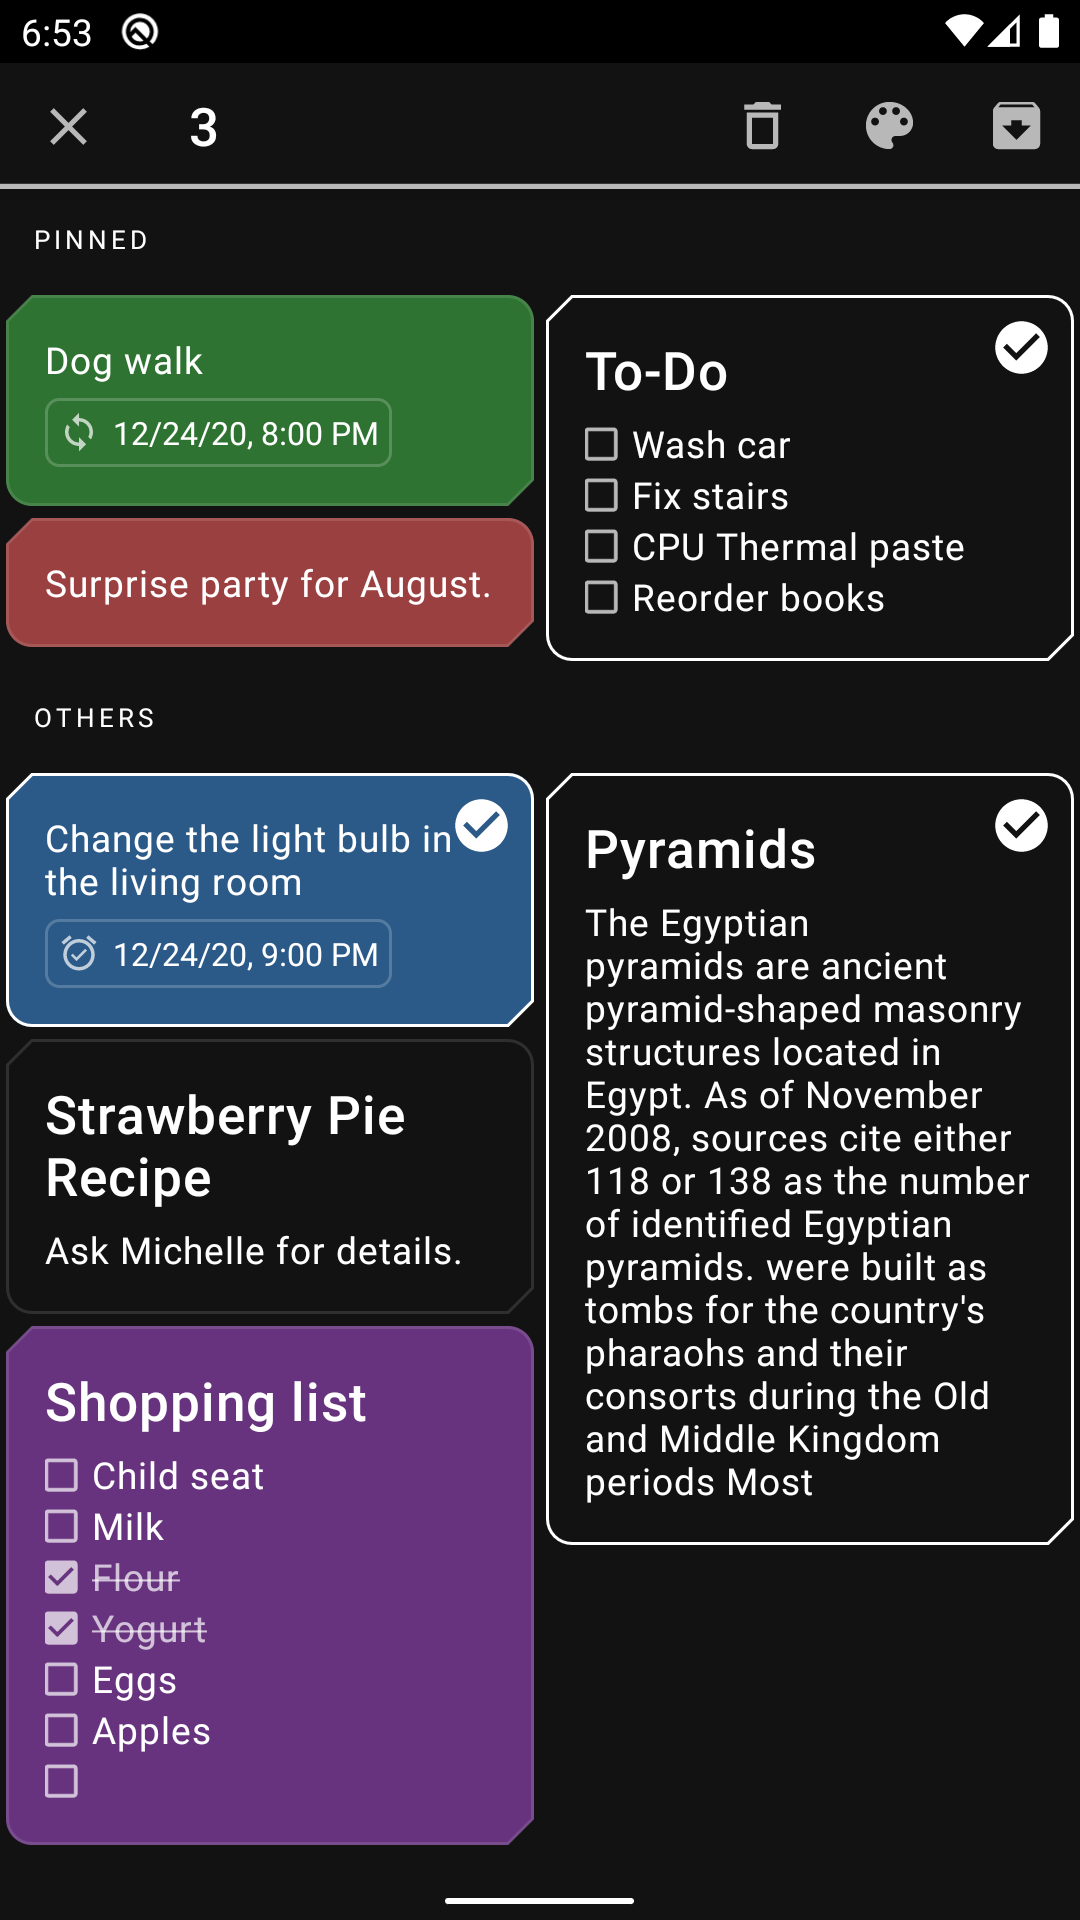 6:53
3
PINNED
Dog walk
12/24/20, 8:00 PM
Surprise party for August.
To-Do
Wash car
Fix stairs
CPU Thermal paste
Reorder books
OTHERS
Change the light bulb in
the living room
12/24/20, 9:00 PM
Strawberry Pie
Recipe
Ask Michelle for details.
Shopping list
Child seat
Milk
Flour
Yogurt
Eggs
Apples
Pyramids
The Egyptian
pyramids are ancient
pyramid-shaped masonry
structures located in
Egypt. As of November
2008, sources cite either
118 or 138 as the number
of identified Egyptian
pyramids. were built as
tombs for the country's
pharaohs and their
consorts during the Old
and Middle Kingdom
periods Most